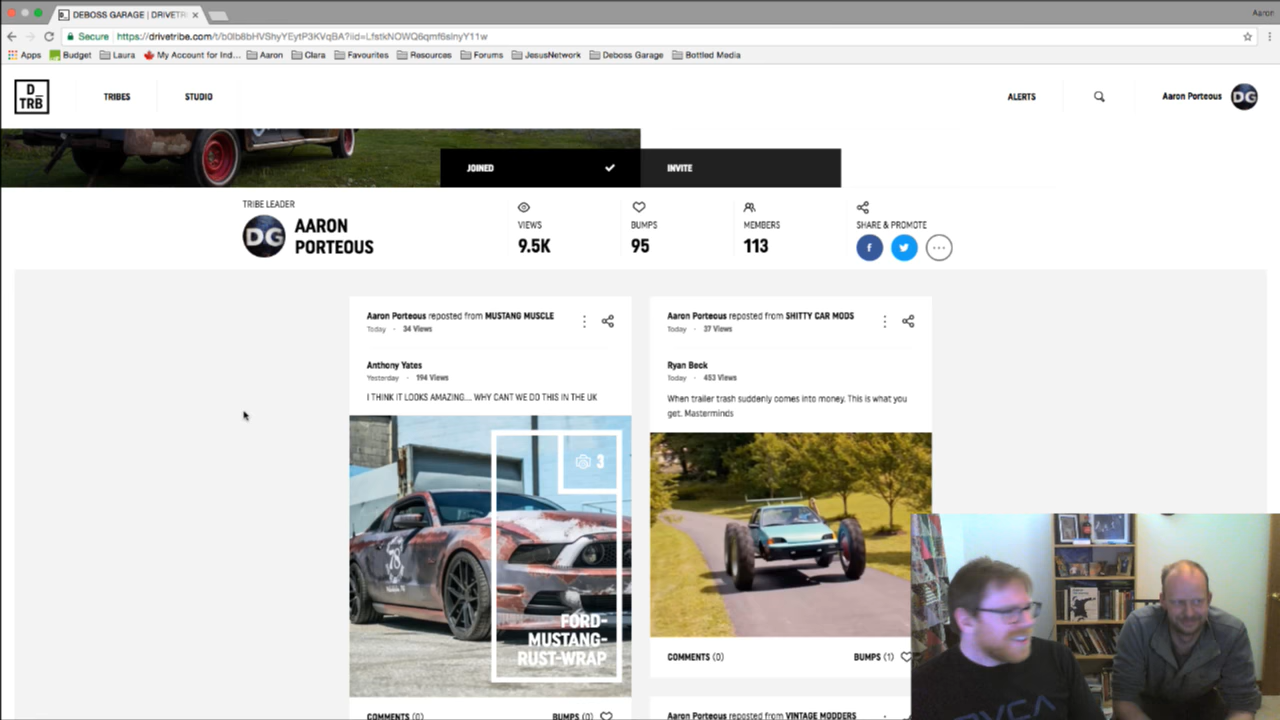 DEBOSS GARAGE | DRIVETRI
Aaron
Secure https://drivetribe.com/t/b0lb8bHVShyYEytP3KVqBA?iid=LfstkNOWQ6qmf6slnyY11w
Apps Budget Laura My Account for Ind... Aaron Clara Favourites Resources Forums JesusNetwork Deboss Garage Bottled Media
D_
TRB
TRIBES STUDIO ALERTS Aaron Porteous DG
JOINED INVITE
TRIBE LEADER
DG AARON
PORTEOUS
VIEWS BUMPS MEMBERS SHARE & PROMOTE
9.5K 95 113
Aaron Porteous reposted from MUSTANG MUSCLE
Today · 34 Views
Anthony Yates
Yesterday · 194 Views
I THINK IT LOOKS AMAZING.... WHY CANT WE DO THIS IN THE UK
3
78
FORD-
MUSTANG-
RUST-WRAP
COMMENTS (0) BUMPS (0)
Aaron Porteous reposted from SHITTY CAR MODS
Today · 37 Views
Ryan Beck
Today · 453 Views
When trailer trash suddenly comes into money. This is what you
get. Masterminds
COMMENTS (0) BUMPS (1)
Aaron Porteous reposted from VINTAGE MODDERS
RVCA